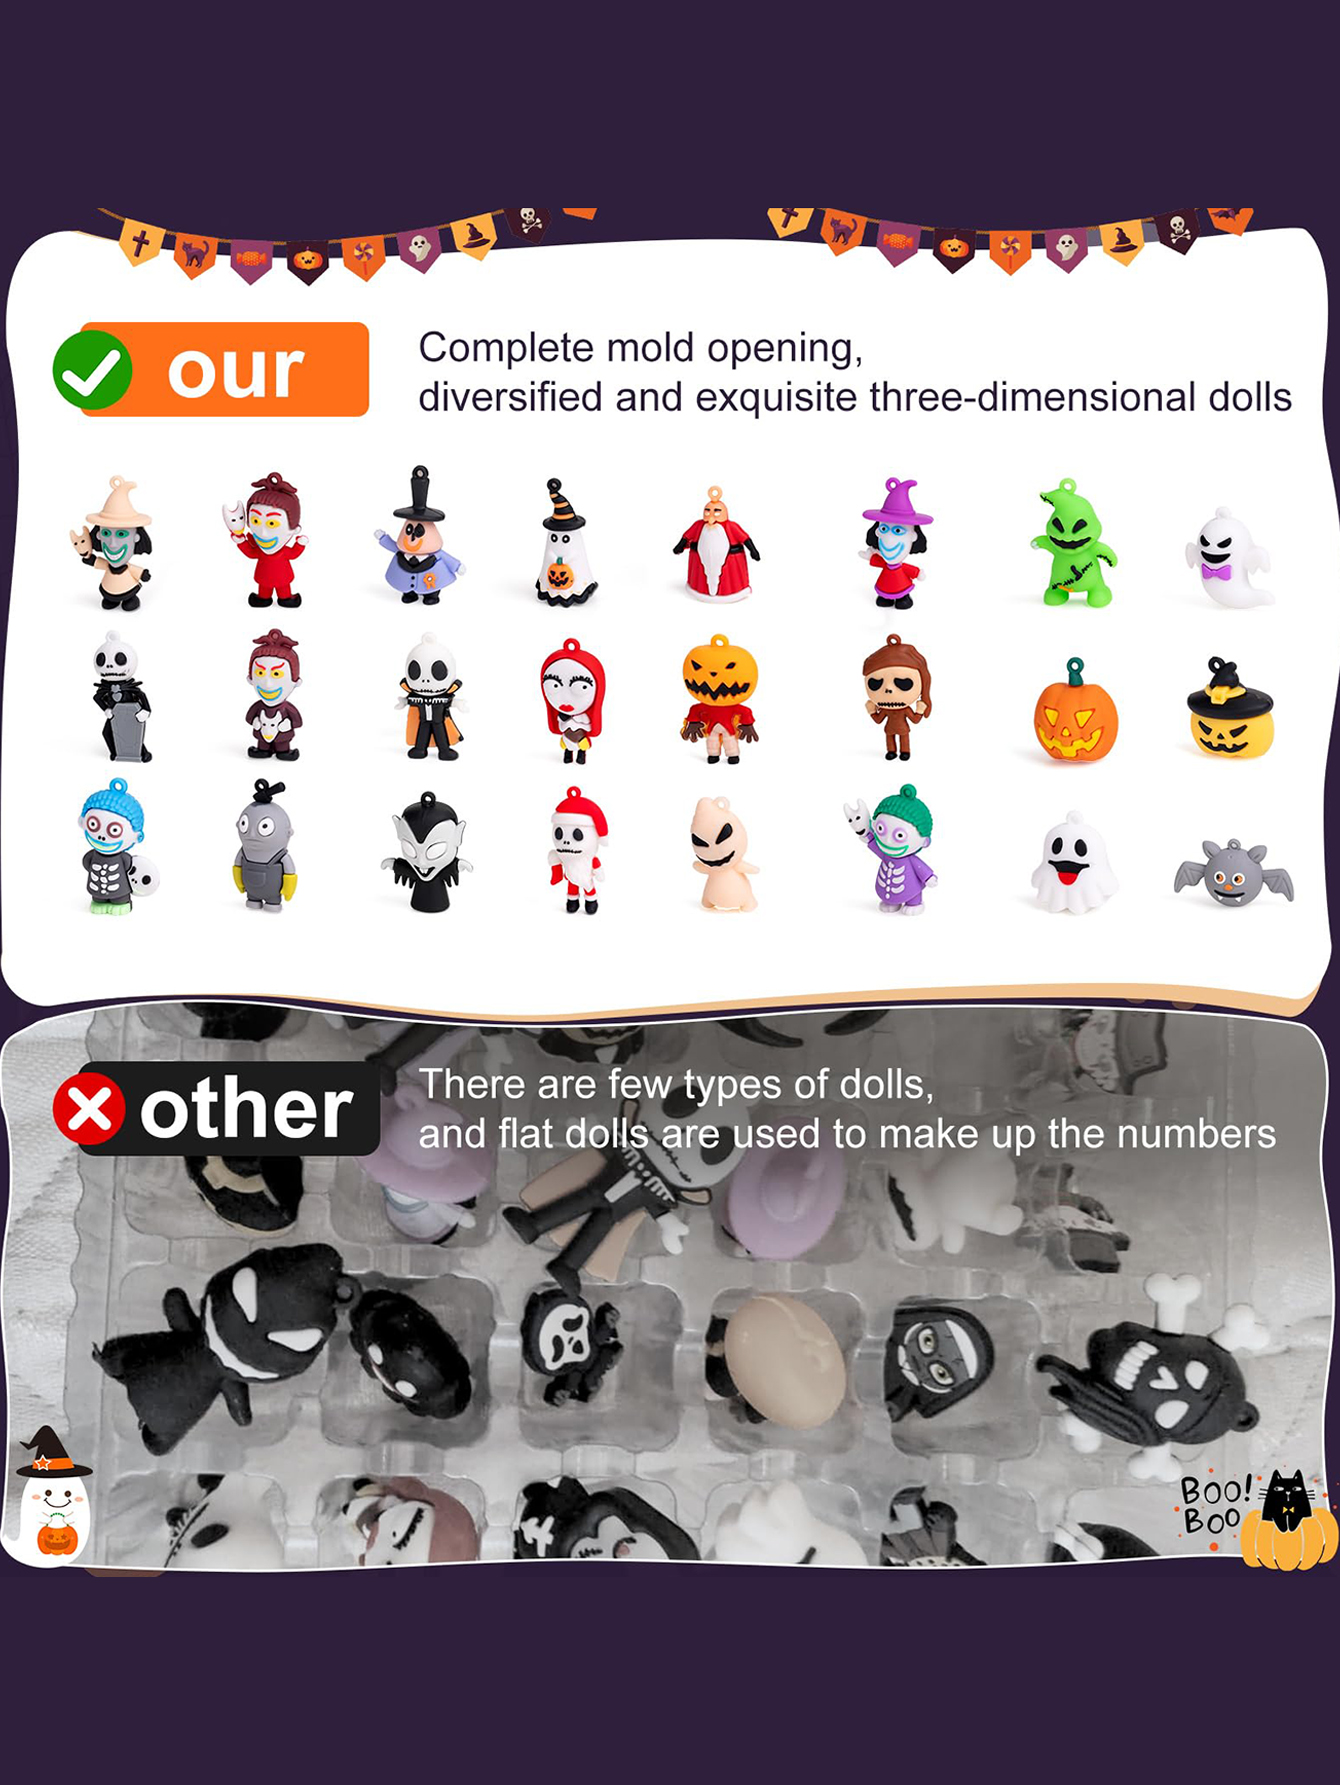 our
Complete mold opening,
diversified and exquisite three-dimensional dolls
other
There are few types of dolls,
and flat dolls are used to make up the numbers
BOO!
BOO